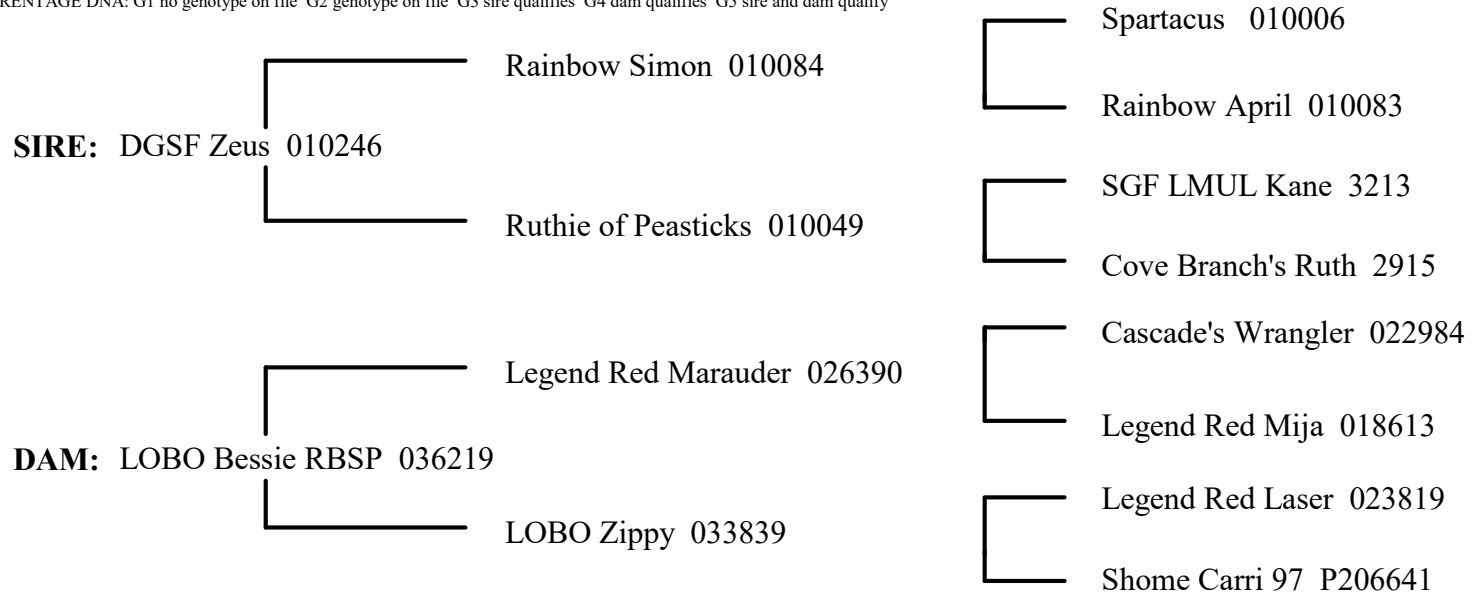 PARENTAGE DNA: G1 no genotype on file G2 genotype on file G3 sire qualifies G4 dam qualifies G5 sire and dam qualify
Spartacus 010006
Rainbow Simon 010084
Rainbow April 010083
SIRE: DGSF Zeus 010246
SGF LMUL Kane 3213
Ruthie of Peasticks 010049
Cove Branch's Ruth 2915
Cascade's Wrangler 022984
Legend Red Marauder 026390
Legend Red Mija 018613
DAM: LOBO Bessie RBSP 036219
Legend Red Laser 023819
LOBO Zippy 033839
Shome Carri 97 P206641